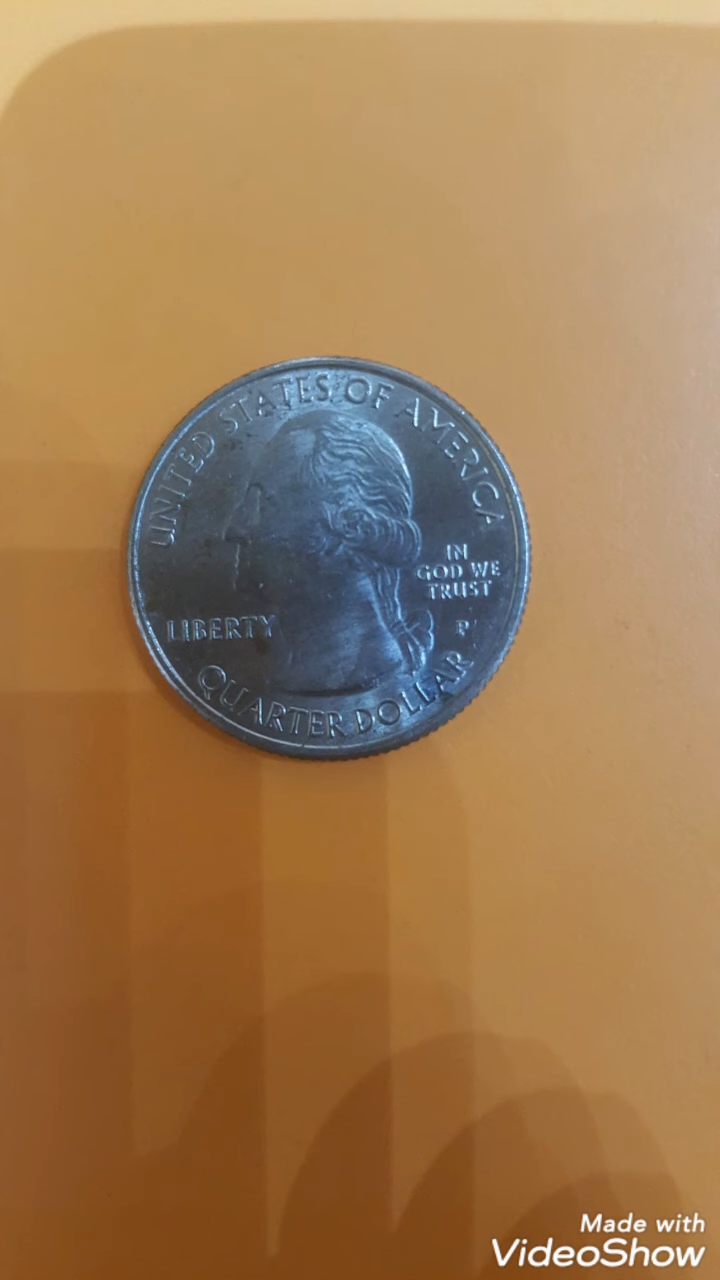 UNITED STATES OF AMERICA
IN
GOD WE
TRUST
LIBERTY
P
QUARTER DOLLAR
Made with
VideoShow